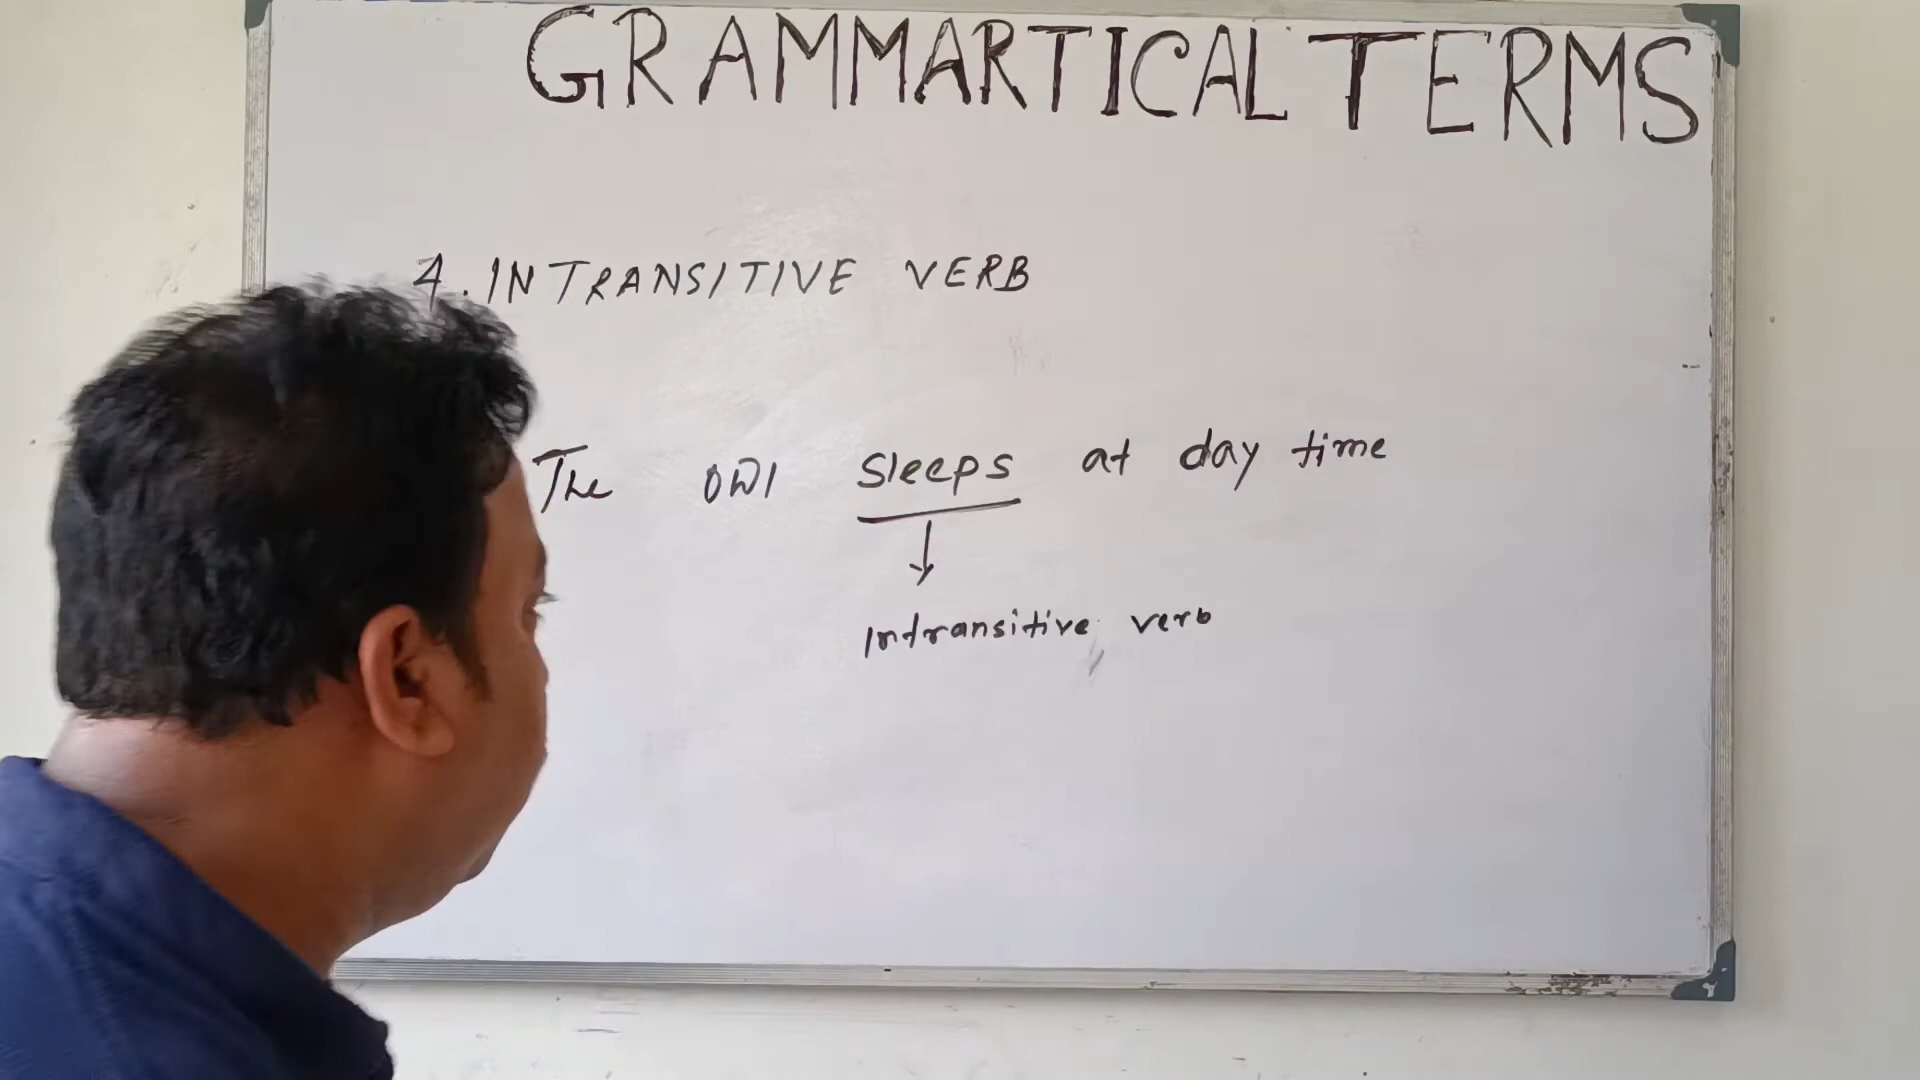 GRAMMARTICAL TERMS
4. INTRANSITIVE VERB
The owl sleeps at day time
Intransitive verb